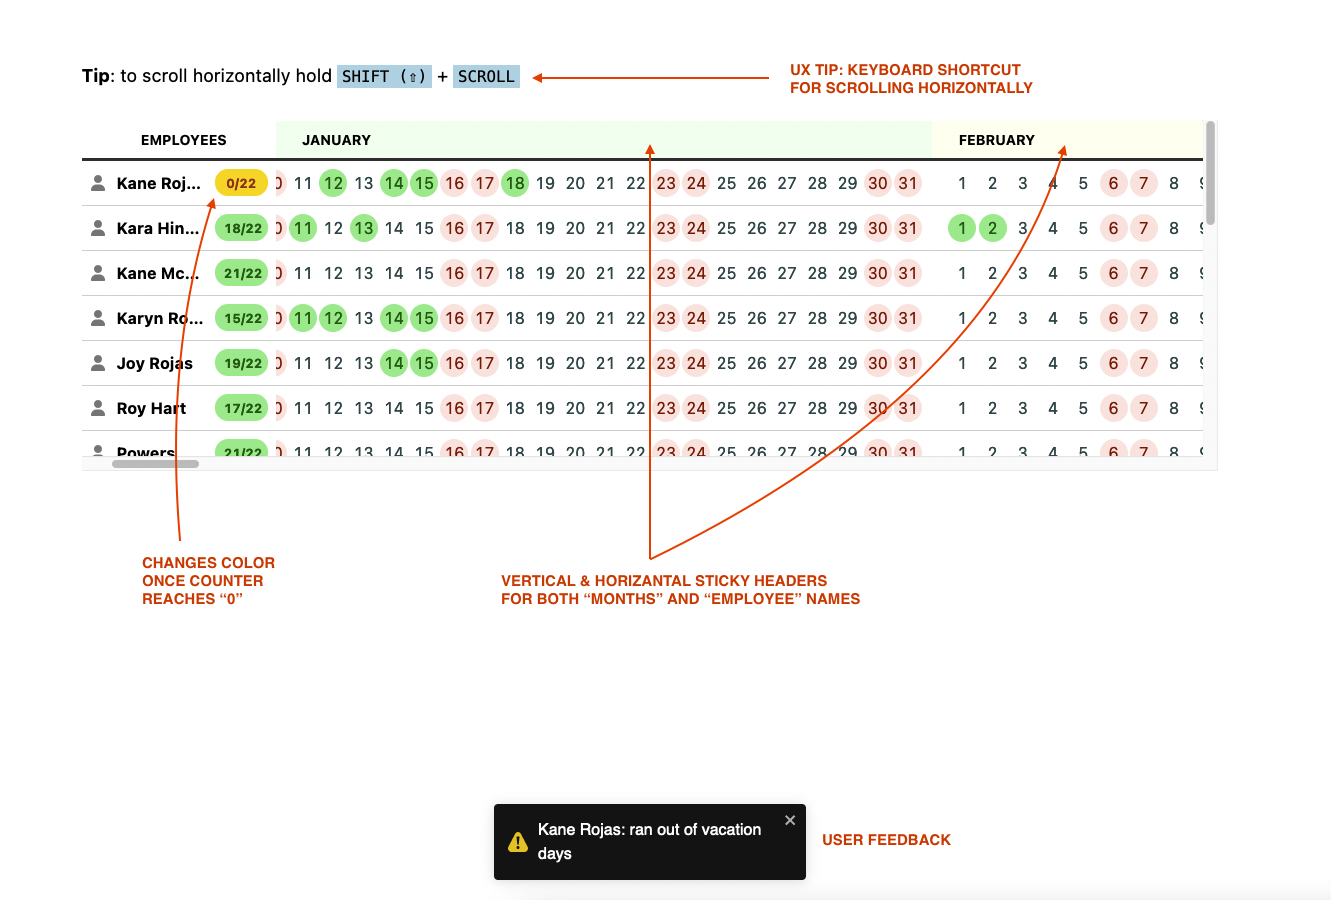 Tip: to scroll horizontally hold SHIFT (⇧) + SCROLL
UX TIP: KEYBOARD SHORTCUT
FOR SCROLLING HORIZONTALLY
EMPLOYEES JANUARY FEBRUARY
Kane Roj... 0/22 0 11 12 13 14 15 16 17 18 19 20 21 22 23 24 25 26 27 28 29 30 31 1 2 3 4 5 6 7 8
Kara Hin... 18/22 0 11 12 13 14 15 16 17 18 19 20 21 22 23 24 25 26 27 28 29 30 31 1 2 3 4 5 6 7 8 9
Kane Mc... 21/22 0 11 12 13 14 15 16 17 18 19 20 21 22 23 24 25 26 27 28 29 30 31 1 2 3 4 5 6 7 8 9
Karyn Ro... 15/22 0 11 12 13 14 15 16 17 18 19 20 21 22 23 24 25 26 27 28 29 30 31 1 2 3 4 5 6 7 8 9
Joy Rojas 19/22 0 11 12 13 14 15 16 17 18 19 20 21 22 23 24 25 26 27 28 29 30 31 1 2 3 4 5 6 7 8 9
Roy Hart 17/22 0 11 12 13 14 15 16 17 18 19 20 21 22 23 24 25 26 27 28 29 30 31 1 2 3 4 5 6 7 8 9
Powers 21/22 0 11 12 13 14 15 16 17 18 19 20 21 22 23 24 25 26 27 28 29 30 31 1 2 3 4 5 6 7 8 9
CHANGES COLOR
ONCE COUNTER
REACHES “0”
VERTICAL & HORIZANTAL STICKY HEADERS
FOR BOTH “MONTHS” AND “EMPLOYEE” NAMES
Kane Rojas: ran out of vacation
days
USER FEEDBACK